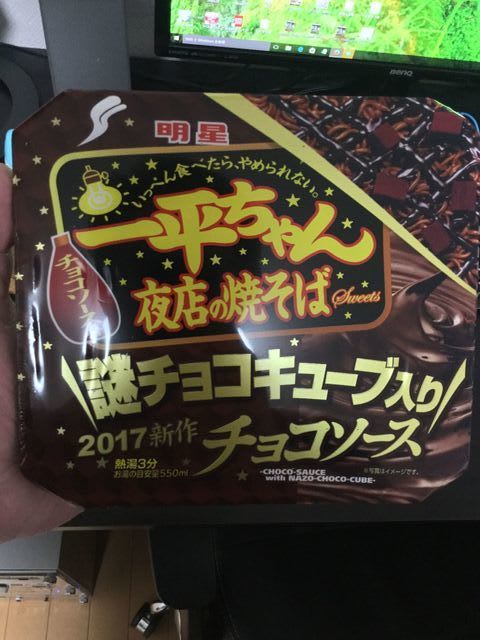 BenQ
明星
いっぺん食べたら、やめられない。
一平ちゃん
夜店の焼そば
Sweets
チョコソース
謎チョコキューブ入り
2017新作 チョコソース
熱湯3分
お湯の目安量550ml
-CHOCO-SAUCE
with NAZO-CHOCO-CUBE-
※写真はイメージです。